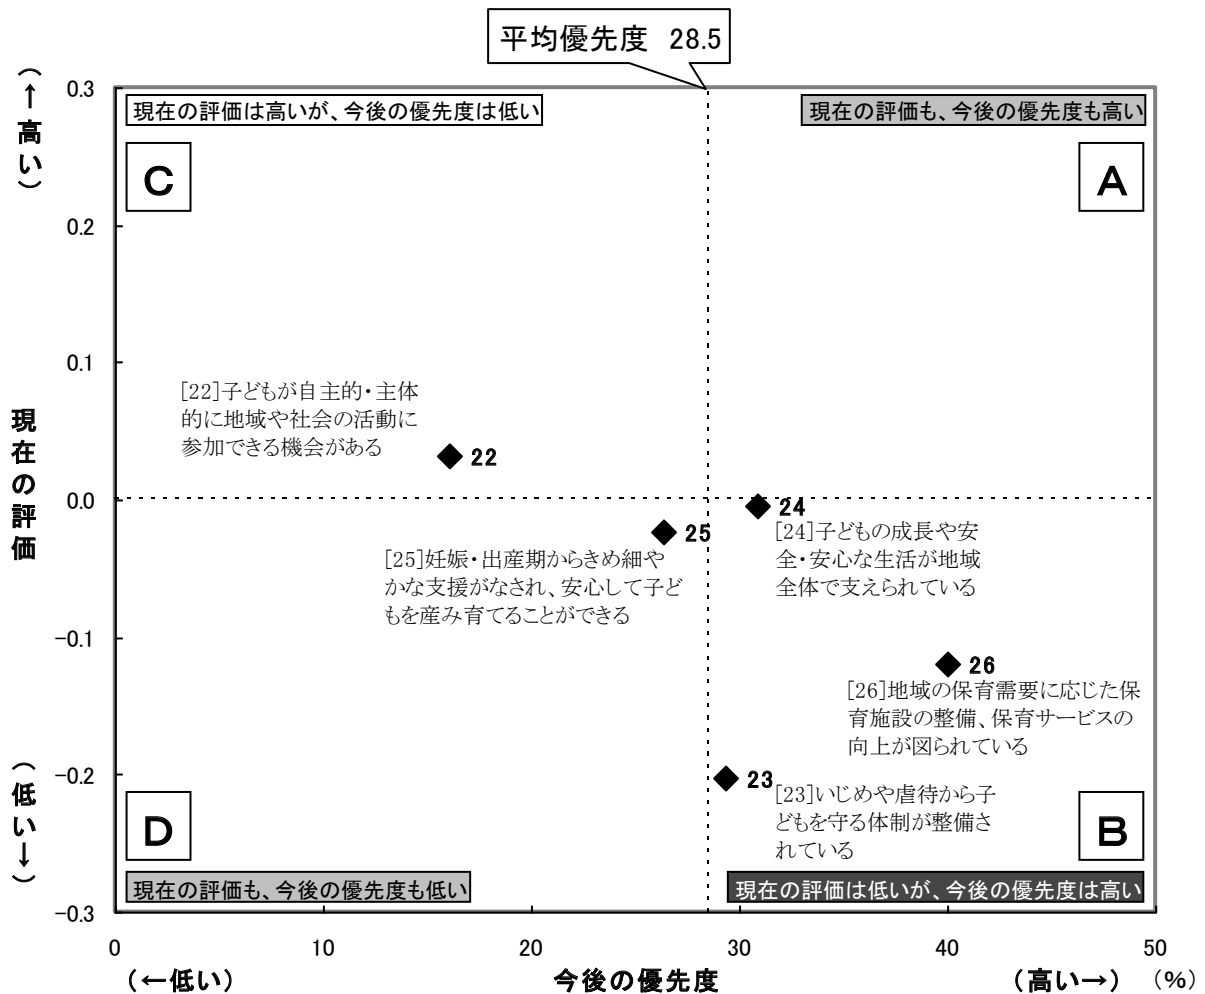 平均優先度 28.5
(←高い)
現在の評価
(低い→)
0.3
0.2
0.1
0.0
-0.1
-0.2
-0.3
現在の評価は高いが、今後の優先度は低い
C
現在の評価も、今後の優先度も高い
A
[22]子どもが自主的・主体
的に地域や社会の活動に
参加できる機会がある
22
25
[25]妊娠・出産期からきめ細や
かな支援がなされ、安心して子ど
もを産み育てることができる
24
[24]子どもの成長や安
全・安心な生活が地域
全体で支えられている
26
[26]地域の保育需要に応じた保
育施設の整備、保育サービスの
向上が図られている
23
[23]いじめや虐待から子
どもを守る体制が整備さ
れている
D
現在の評価も、今後の優先度も低い
B
現在の評価は低いが、今後の優先度は高い
0
10
20
30
40
50
(←低い)
今後の優先度
(高い→)
(%)